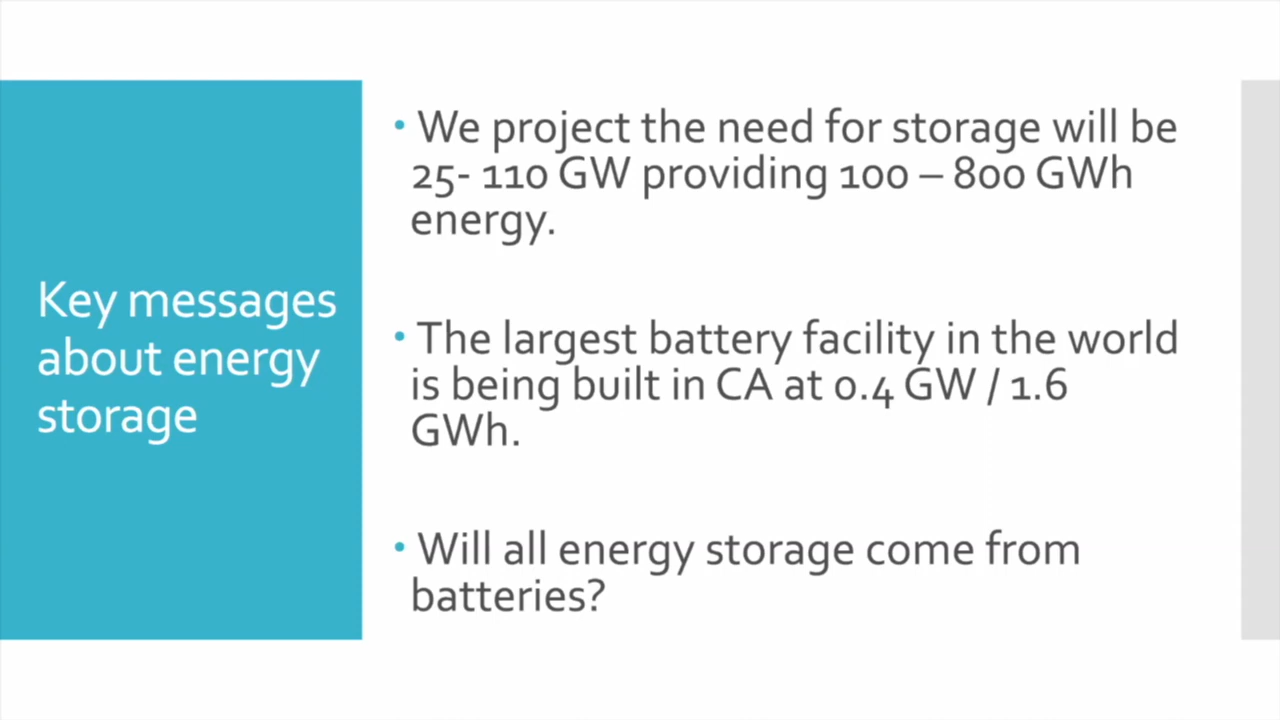 Key messages
about energy
storage
• We project the need for storage will be
25- 110 GW providing 100 – 800 GWh
energy.
• The largest battery facility in the world
is being built in CA at 0.4 GW / 1.6
GWh.
• Will all energy storage come from
batteries?